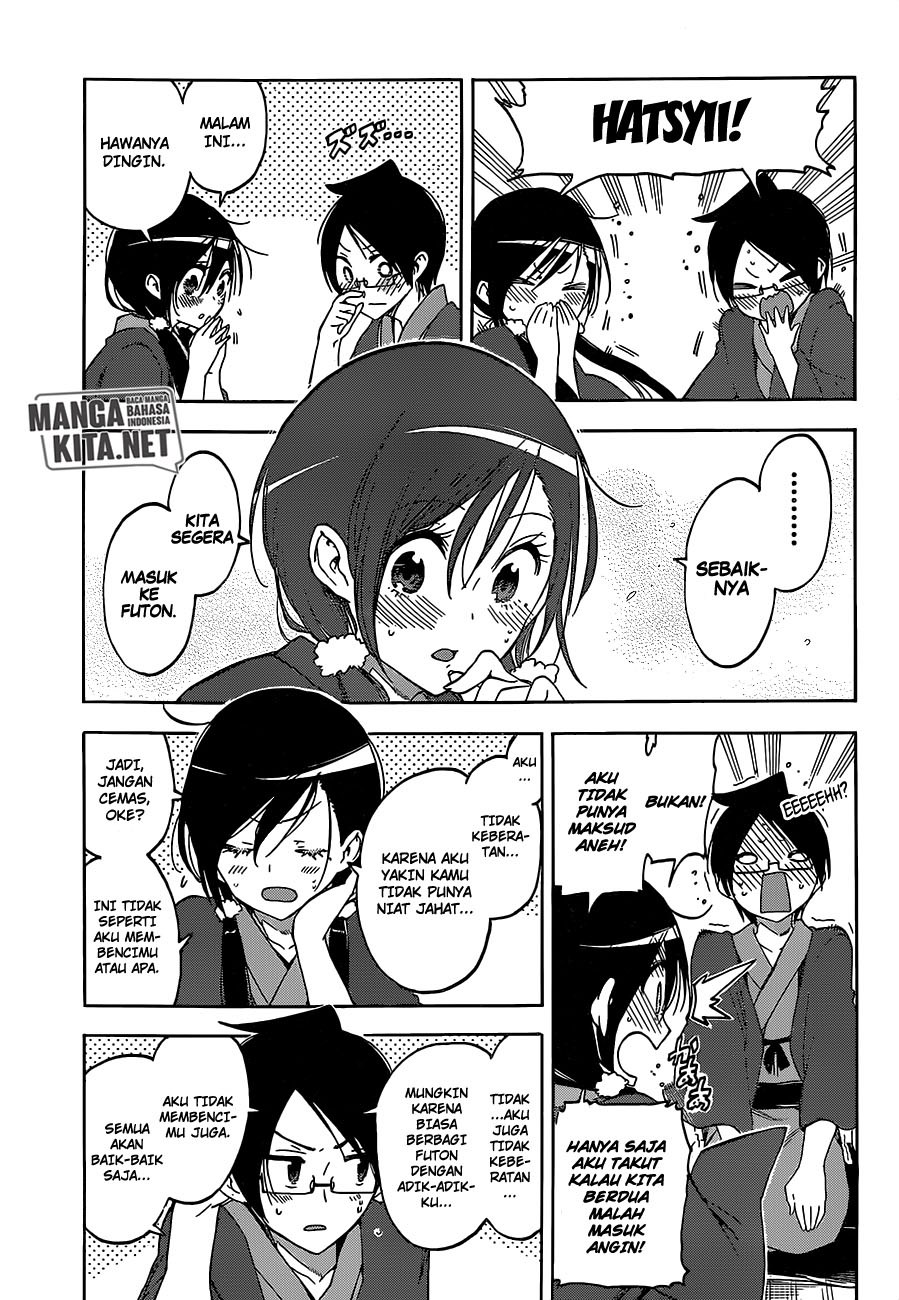 HATSYII!
ズズ...
MALAM
INI...
HAWANYA
DINGIN.
MANGA
KITA.NET
BACA MANGA
BAHASA
INDONESIA
.........
SEBAIK-
NYA
KITA
SEGERA
MASUK
KE
FUTON.
EEEEEHH?
BUKAN!
AKU
TIDAK
PUNYA
MAKSUD
ANEH!
HANYA SAJA
AKU TAKUT
KALAU KITA
BERDUA
MALAH
MASUK
ANGIN!
AKU
...
TIDAK
KEBERA-
TAN...
KARENA AKU
YAKIN KAMU
TIDAK PUNYA
NIAT JAHAT...
JADI,
JANGAN
CEMAS,
OKE?
INI TIDAK
SEPERTI
AKU MEM-
BENCIMU
ATAU APA.
TIDAK
...AKU
JUGA
TIDAK
KEBE-
RATAN
...
MUNGKIN
KARENA
BIASA
BERBAGI
FUTON
DENGAN
ADIK-ADIK-
KU...
AKU TIDAK
MEMBENCI-
MU JUGA.
SEMUA
AKAN
BAIK-BAIK
SAJA...